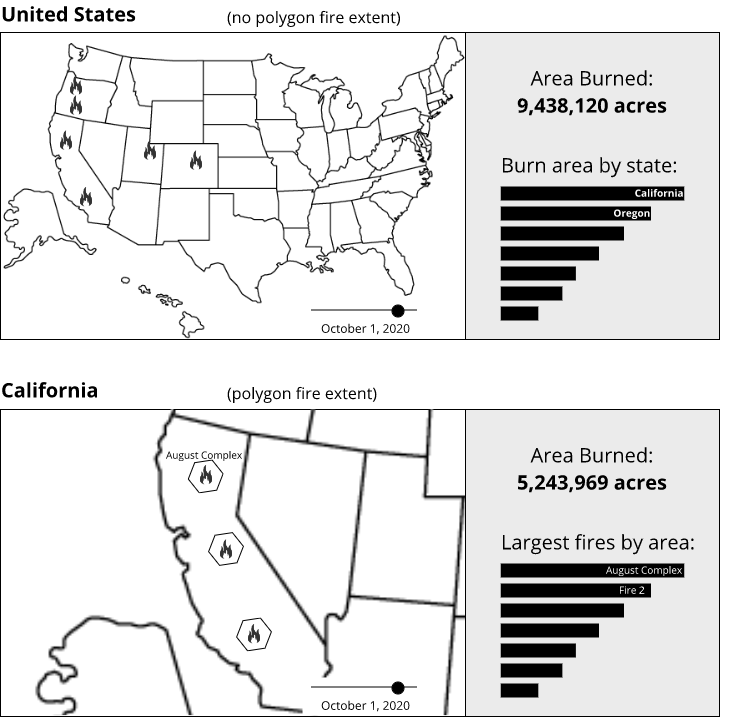 United States
(no polygon fire extent)
Area Burned:
9,438,120 acres
Burn area by state:
California
Oregon
October 1, 2020
California
(polygon fire extent)
August Complex
Area Burned:
5,243,969 acres
Largest fires by area:
August Complex
Fire 2
October 1, 2020